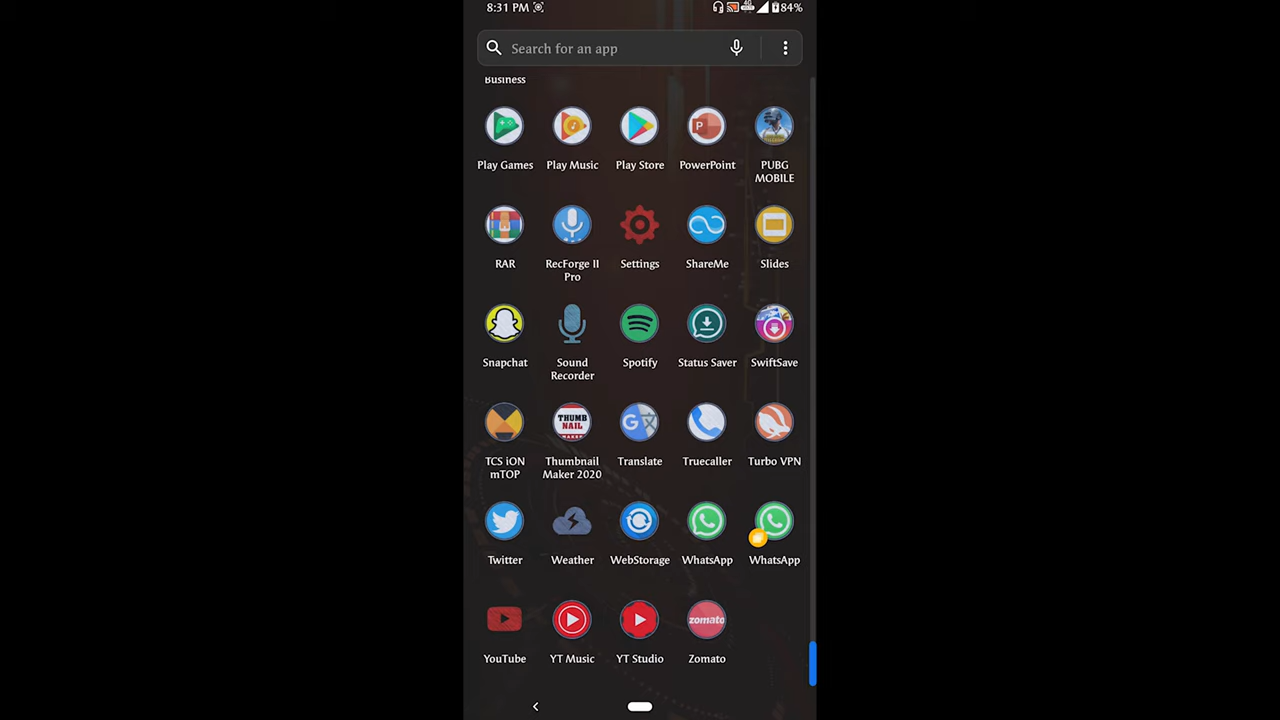 8:31 PM 4G 84%
Search for an app
Business
Play Games Play Music Play Store PowerPoint PUBG
MOBILE
RAR RecForge II Settings ShareMe Slides
Pro
Snapchat Sound Spotify Status Saver SwiftSave
Recorder
THUMB
NAIL
MAKER
TCS iON Thumbnail Translate Truecaller Turbo VPN
mTOP Maker 2020
Twitter Weather WebStorage WhatsApp WhatsApp
zomato
YouTube YT Music YT Studio Zomato